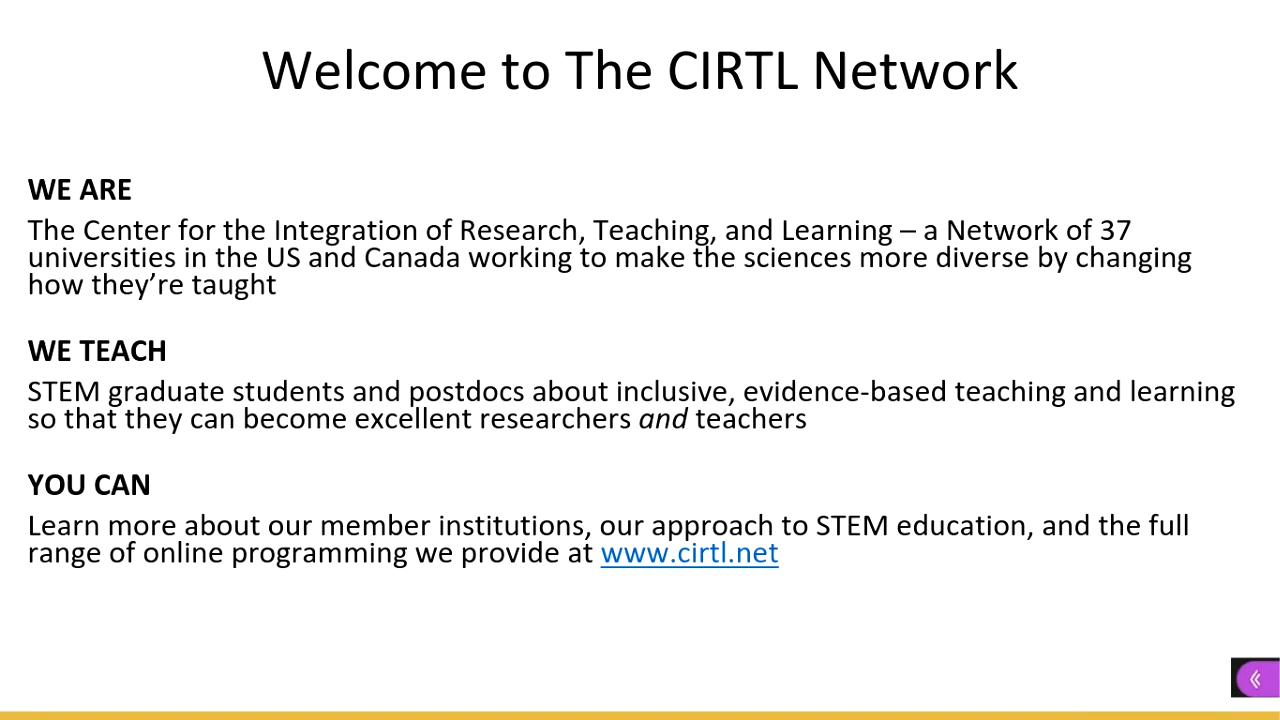 Welcome to The CIRTL Network
WE ARE
The Center for the Integration of Research, Teaching, and Learning – a Network of 37
universities in the US and Canada working to make the sciences more diverse by changing
how they’re taught
WE TEACH
STEM graduate students and postdocs about inclusive, evidence-based teaching and learning
so that they can become excellent researchers and teachers
YOU CAN
Learn more about our member institutions, our approach to STEM education, and the full
range of online programming we provide at www.cirtl.net